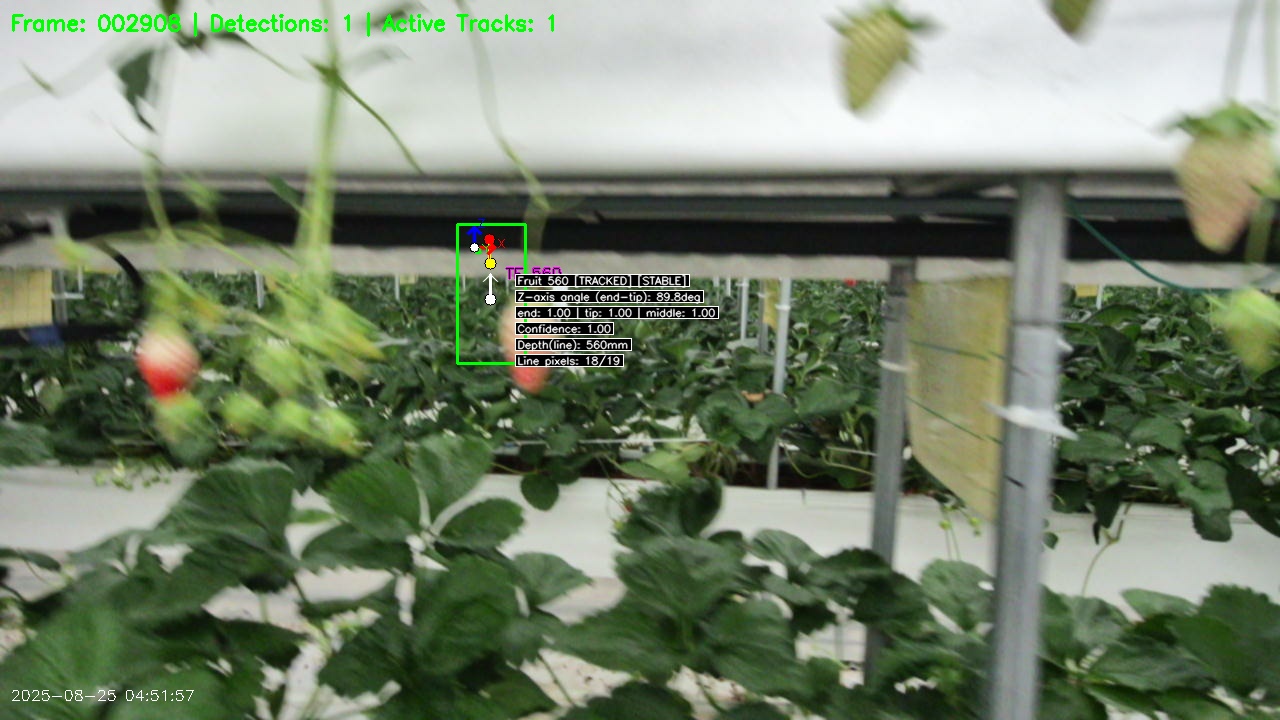 Frame: 002908 | Detections: 1 | Active Tracks: 1
Z
X
Fruit 560 [TRACKED] [STABLE]
Z-axis angle (end-tip): 89.8deg
end: 1.00 | tip: 1.00 | middle: 1.00
Confidence: 1.00
Depth(line): 560mm
Line pixels: 18/19
2025-08-25 04:51:57